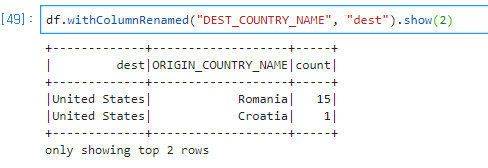 [49]: df.withColumnRenamed("DEST_COUNTRY_NAME", "dest").show(2)
+-------------+-------------------+-----+
|         dest|ORIGIN_COUNTRY_NAME|count|
+-------------+-------------------+-----+
|United States|            Romania|   15|
|United States|            Croatia|    1|
+-------------+-------------------+-----+
only showing top 2 rows